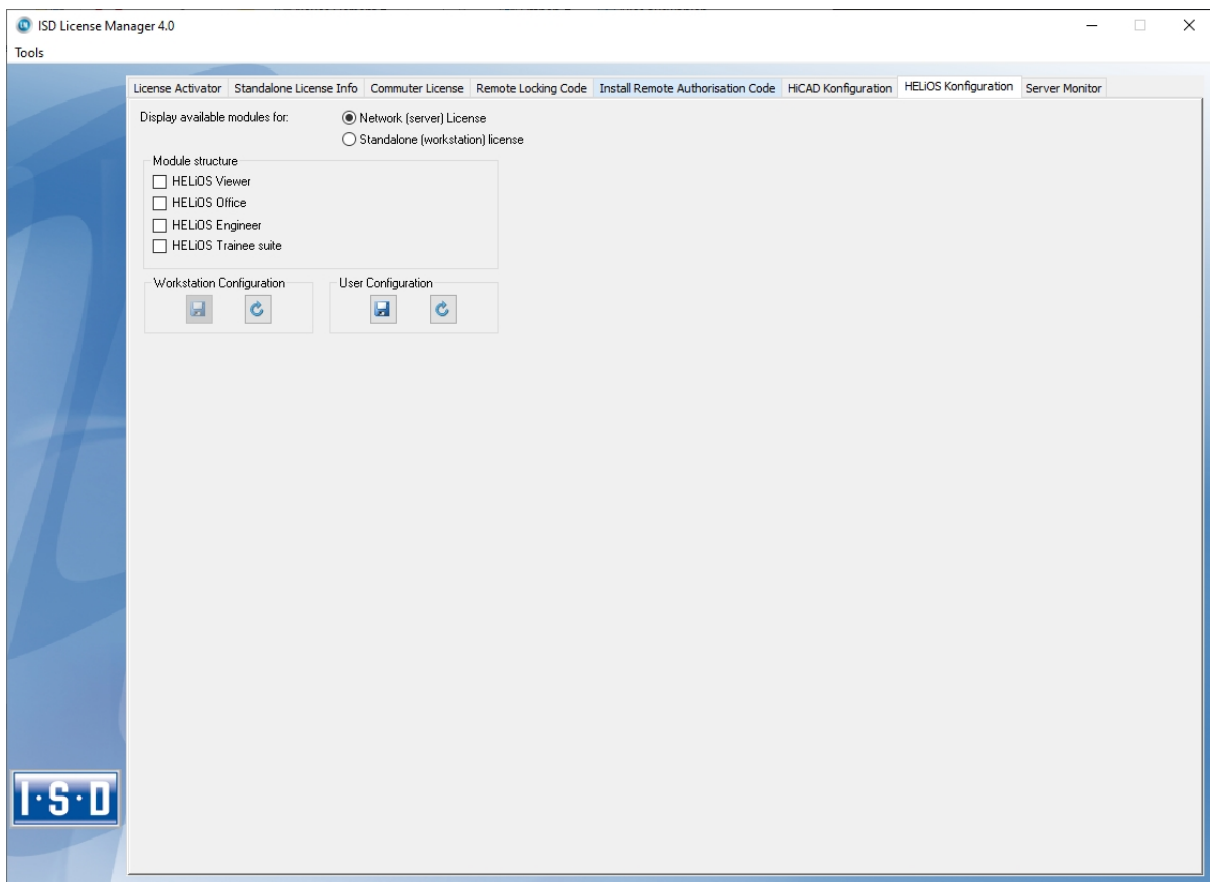 ISD License Manager 4.0
Tools
License Activator Standalone License Info Commuter License Remote Locking Code Install Remote Authorisation Code HiCAD Konfiguration HELiOS Konfiguration Server Monitor
Display available modules for: Network (server) License
Standalone (workstation) license
Module structure
HELiOS Viewer
HELiOS Office
HELiOS Engineer
HELiOS Trainee suite
Workstation Configuration User Configuration
I·S·D